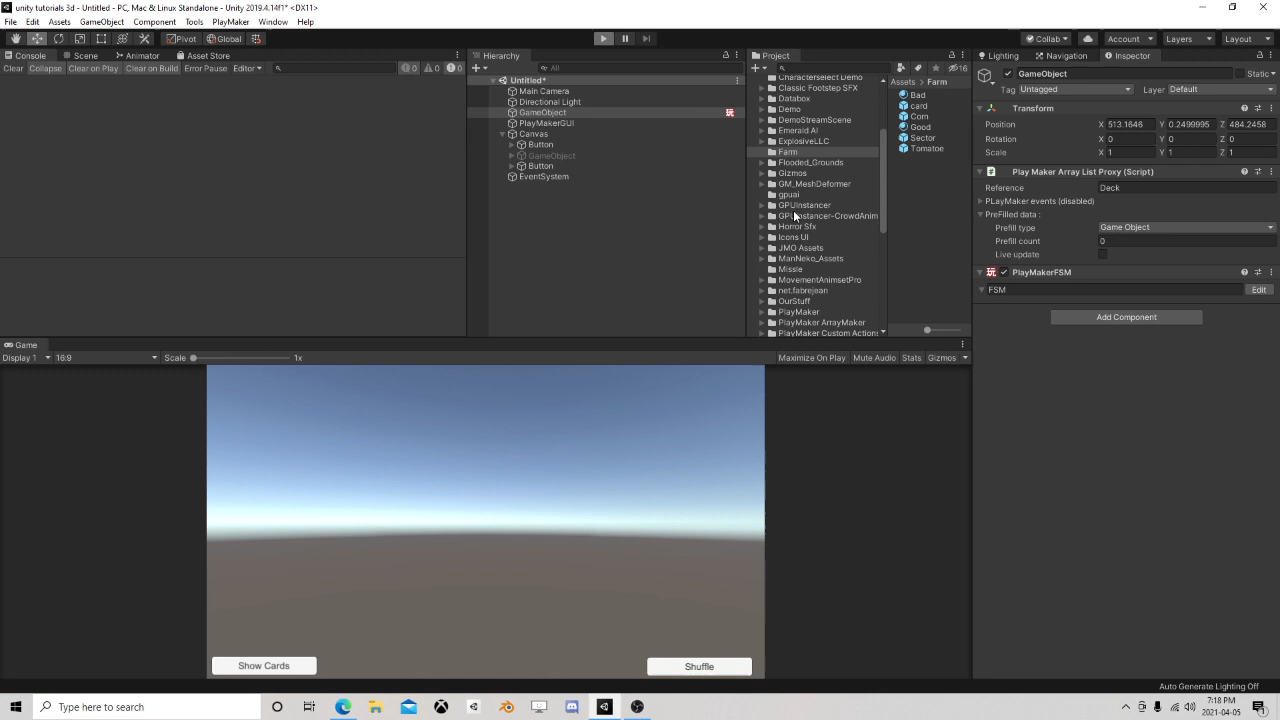 unity tutorials 3d - Untitled - PC, Mac & Linux Standalone - Unity 2019.4.14f1* <DX11>
File Edit Assets GameObject Component Tools PlayMaker Window Help
Pivot Global Collab Account Layers Layout
Console Scene Animator Asset Store
Clear Collapse Clear on Play Clear on Build Error Pause Editor 0 0 0
Hierarchy
All
Untitled*
Main Camera
Directional Light
GameObject
PlayMakerGUI
Canvas
Button
GameObject
Button
EventSystem
Project
16
Characterselect Demo
Classic Footstep SFX
Databox
Demo
DemoStreamScene
Emerald AI
ExplosiveLLC
Farm
Flooded_Grounds
Gizmos
GM_MeshDeformer
gpuai
GPUInstancer
GPUInstancer-CrowdAnim
Horror Sfx
Icons UI
JMO Assets
ManNeko_Assets
Missle
MovementAnimsetPro
net.fabrejean
OurStuff
PlayMaker
PlayMaker ArrayMaker
PlayMaker Custom Actions
Assets Farm
Bad
card
Corn
Good
Sector
Tomatoe
Lighting Navigation Inspector
GameObject Static
Tag Untagged Layer Default
Transform
Position X 513.1646 Y 0.2499995 Z 484.2458
Rotation X 0 Y 0 Z 0
Scale X 1 Y 1 Z 1
Play Maker Array List Proxy (Script)
Reference Deck
PLayMaker events (disabled)
PreFilled data :
Prefill type Game Object
Prefill count 0
Live update
PlayMakerFSM
FSM Edit
Add Component
Game
Display 1 16:9 Scale 1x Maximize On Play Mute Audio Stats Gizmos
Show Cards Shuffle
Auto Generate Lighting Off
Type here to search
7:18 PM
2021-04-05